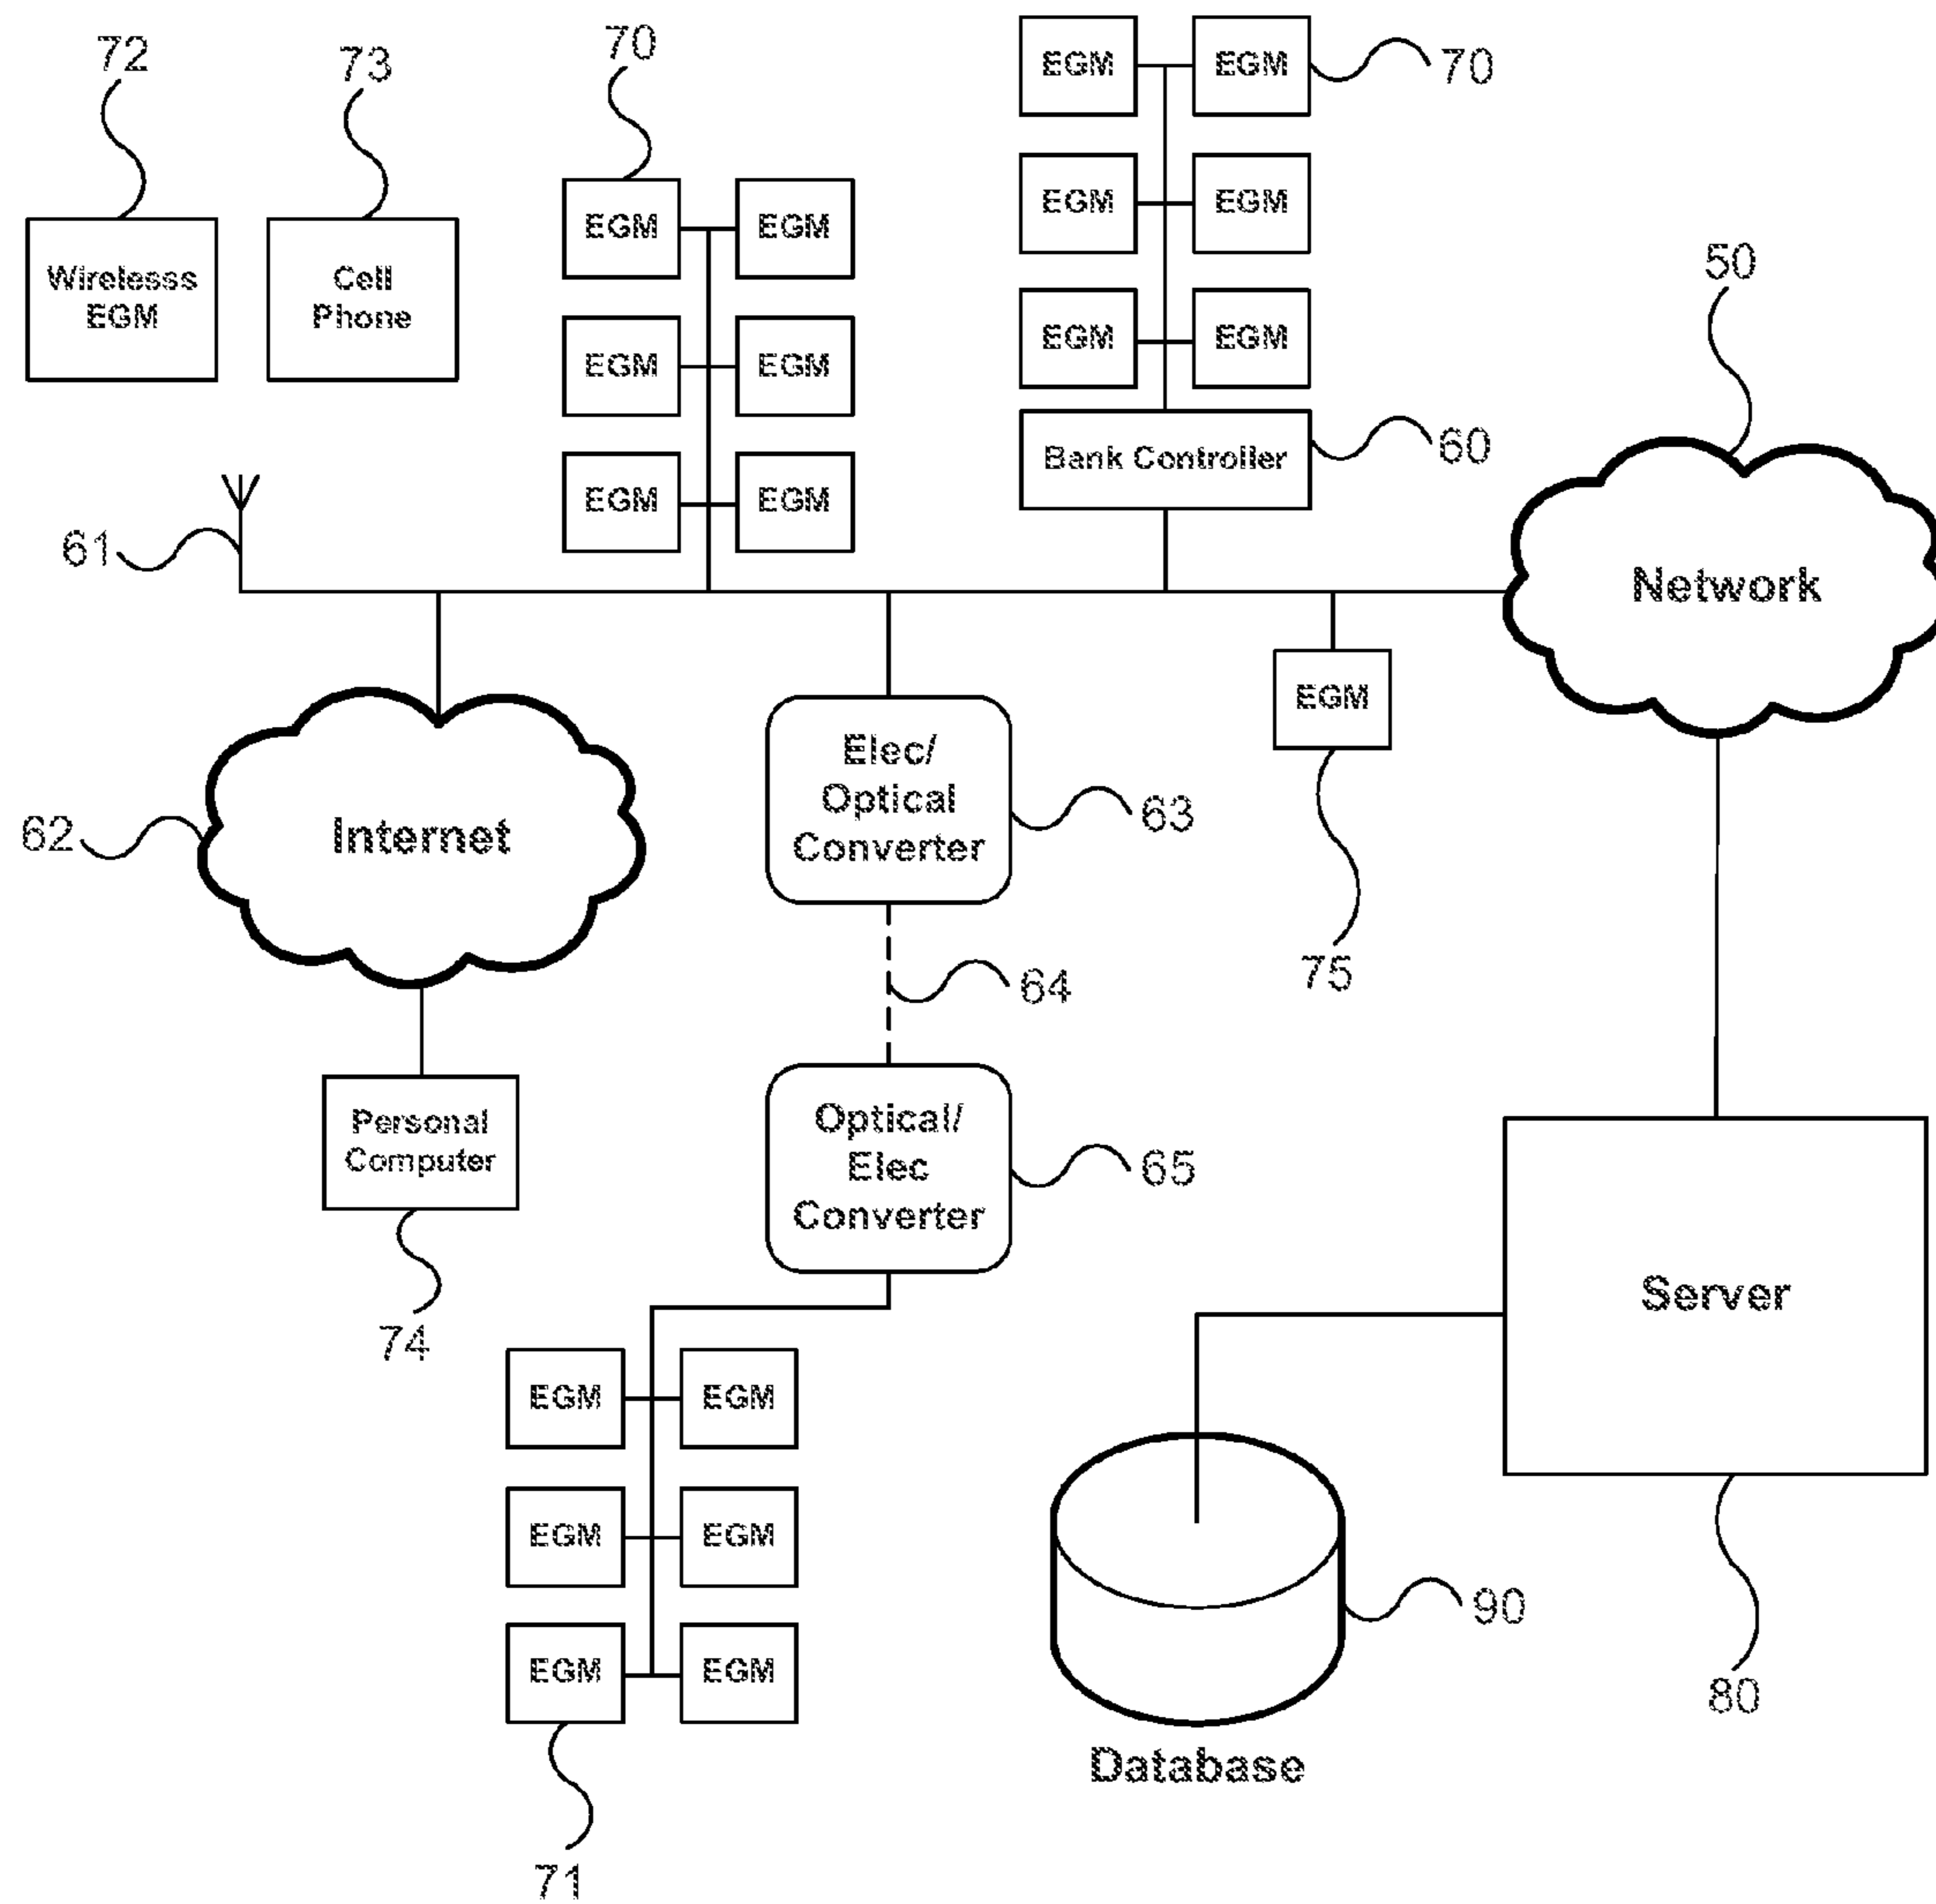 72
73
70
EGM
EGM
70
Wirelesss
EGM
Cell
Phone
EGM
EGM
EGM
EGM
50
EGM
EGM
EGM
EGM
EGM
EGM
Bank Controller
60
EGM
EGM
61
Network
EGM
Elec/
Optical
Converter
63
62
Internet
64
75
Personal
Computer
Optical/
Elec
Converter
65
74
Server
EGM
EGM
EGM
EGM
90
EGM
EGM
80
Database
71